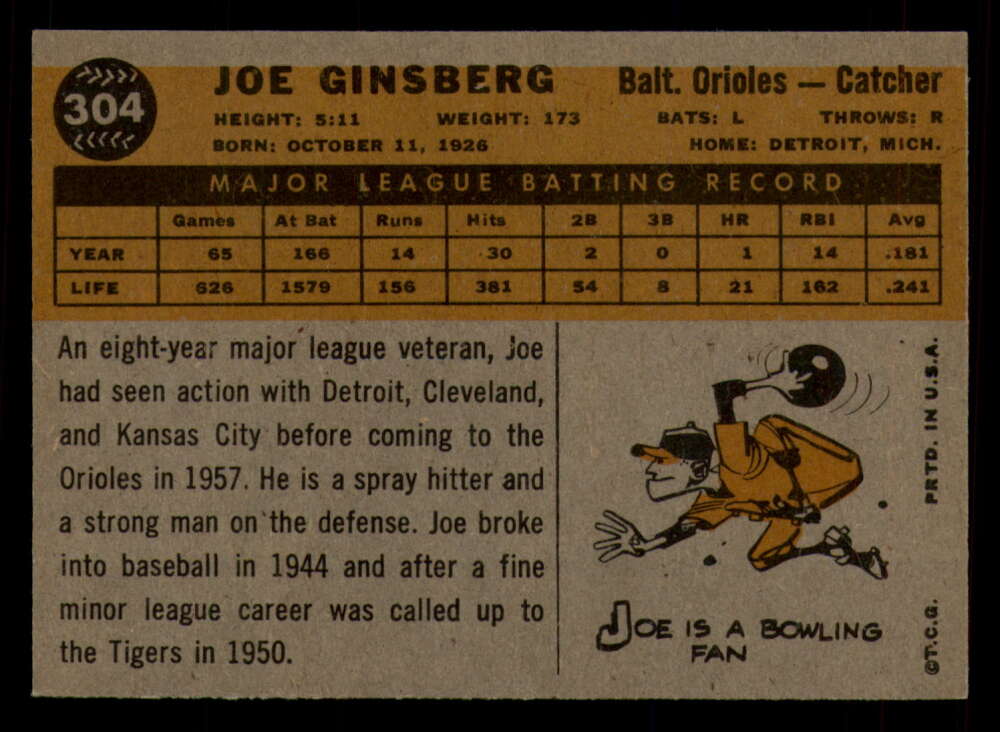 304
JOE GINSBERG Balt. Orioles — Catcher
HEIGHT: 5:11 WEIGHT: 173 BATS: L THROWS: R
BORN: OCTOBER 11, 1926 HOME: DETROIT, MICH.
MAJOR LEAGUE BATTING RECORD
Games At Bat Runs Hits 2B 3B HR RBI Avg
YEAR 65 166 14 30 2 0 1 14 .181
LIFE 626 1579 156 381 54 8 21 162 .241
An eight-year major league veteran, Joe
had seen action with Detroit, Cleveland,
and Kansas City before coming to the
Orioles in 1957. He is a spray hitter and
a strong man on the defense. Joe broke
into baseball in 1944 and after a fine
minor league career was called up to
the Tigers in 1950.
JOE IS A BOWLING
FAN
©T.C.G. PRTD. IN U.S.A.